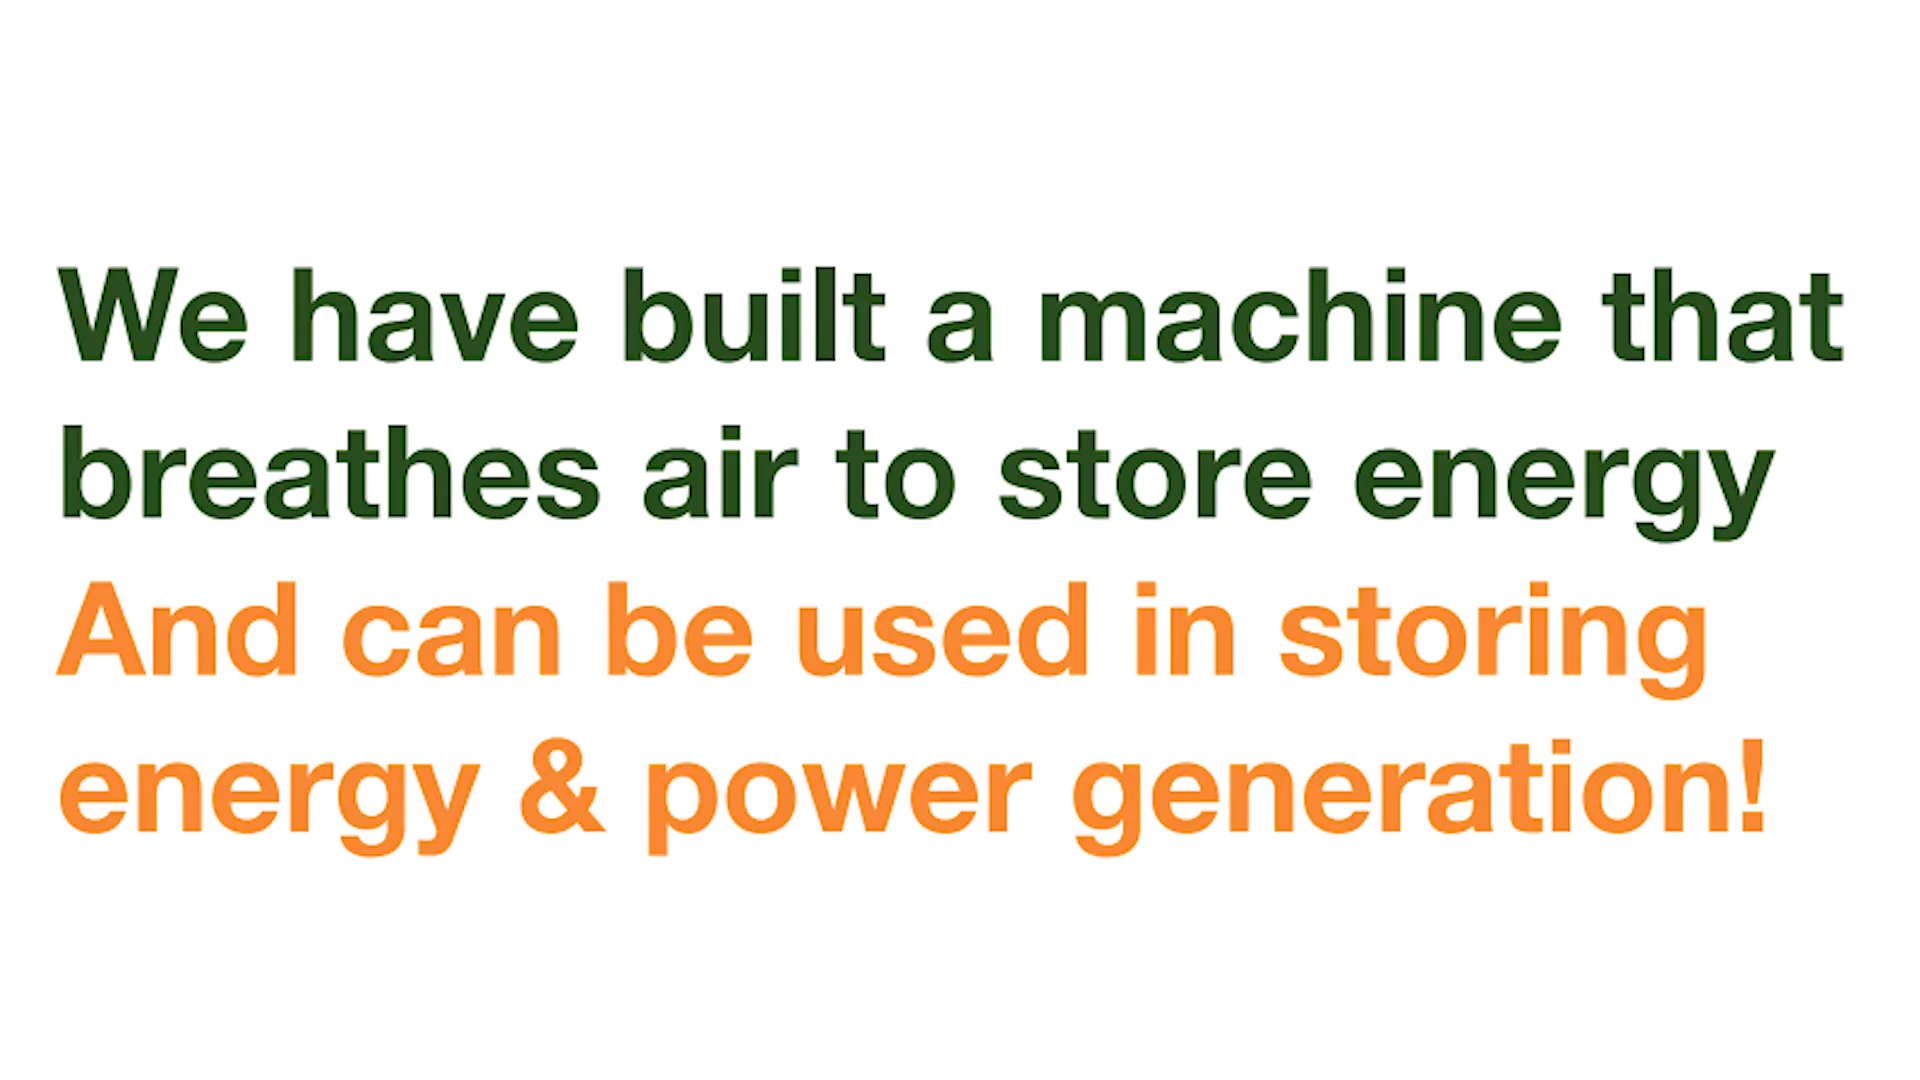 We have built a machine that
breathes air to store energy
And can be used in storing
energy & power generation!